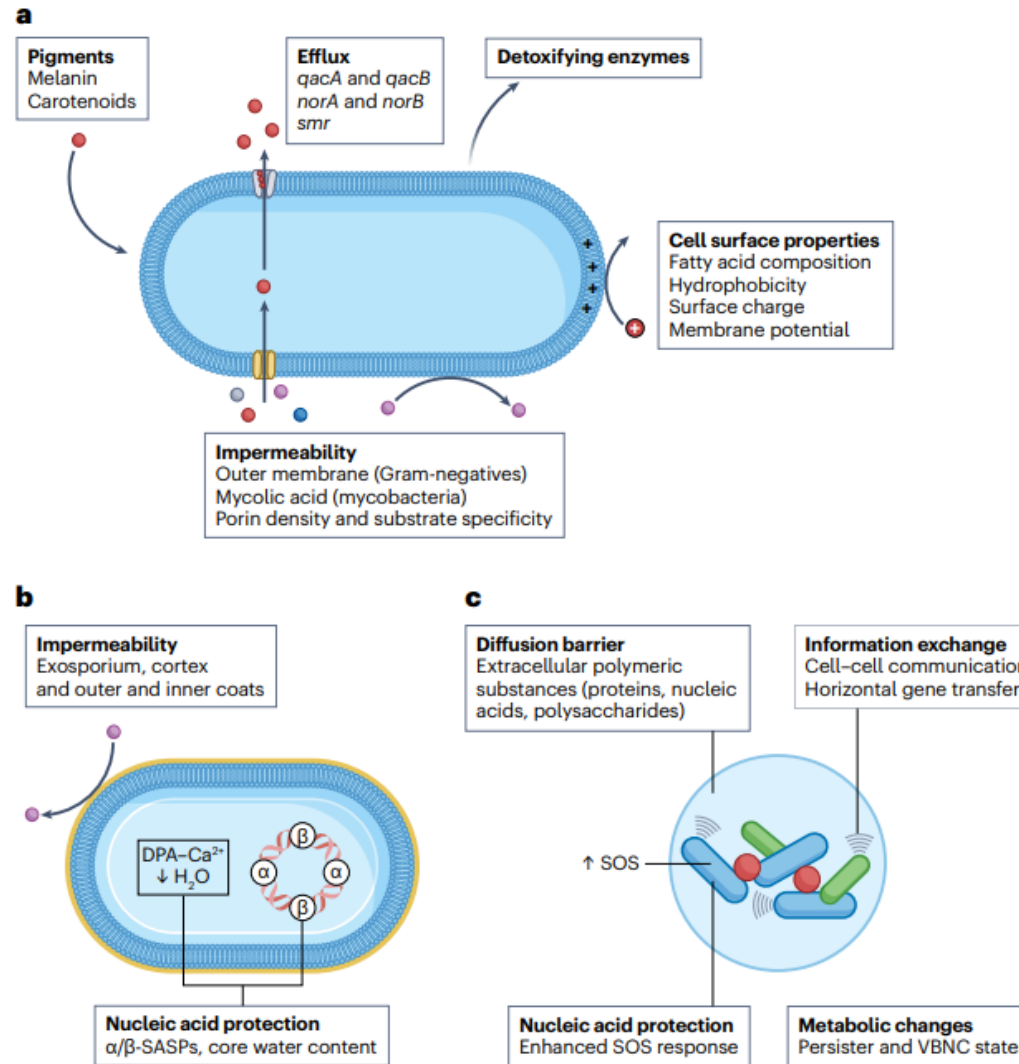 a
Pigments
Melanin
Carotenoids
Efflux
qacA and qacB
norA and norB
smr
Detoxifying enzymes
+
+
+
+
+
Cell surface properties
Fatty acid composition
Hydrophobicity
Surface charge
Membrane potential
Impermeability
Outer membrane (Gram-negatives)
Mycolic acid (mycobacteria)
Porin density and substrate specificity
b
Impermeability
Exosporium, cortex
and outer and inner coats
DPA–Ca²⁺
↓ H₂O
β
α
α
β
Nucleic acid protection
α/β-SASPs, core water content
c
Diffusion barrier
Extracellular polymeric
substances (proteins, nucleic
acids, polysaccharides)
Information exchange
Cell–cell communication
Horizontal gene transfer
↑ SOS
Nucleic acid protection
Enhanced SOS response
Metabolic changes
Persister and VBNC state